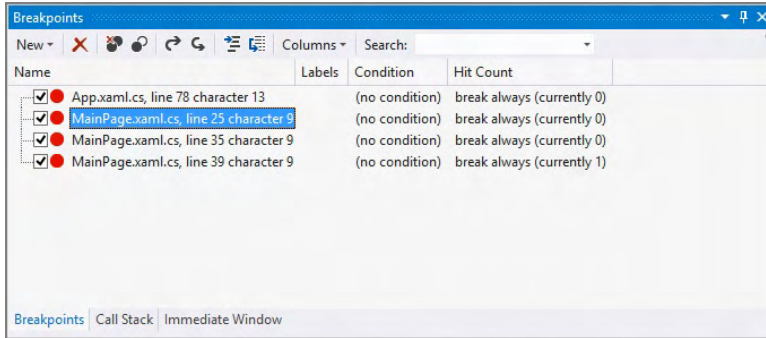 Breakpoints
New Columns Search:
Name Labels Condition Hit Count
App.xaml.cs, line 78 character 13 (no condition) break always (currently 0)
MainPage.xaml.cs, line 25 character 9 (no condition) break always (currently 0)
MainPage.xaml.cs, line 35 character 9 (no condition) break always (currently 0)
MainPage.xaml.cs, line 39 character 9 (no condition) break always (currently 1)
Breakpoints Call Stack Immediate Window